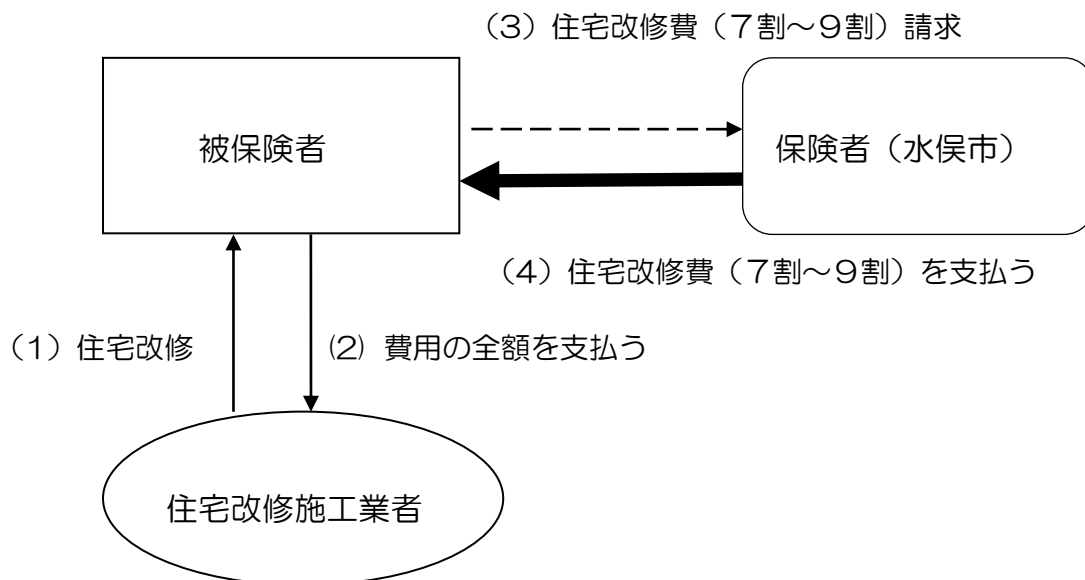 （3）住宅改修費（７割～９割）請求
被保険者
保険者（水俣市）
（4）住宅改修費（７割～９割）を支払う
（1）住宅改修
⑵ 費用の全額を支払う
住宅改修施工業者